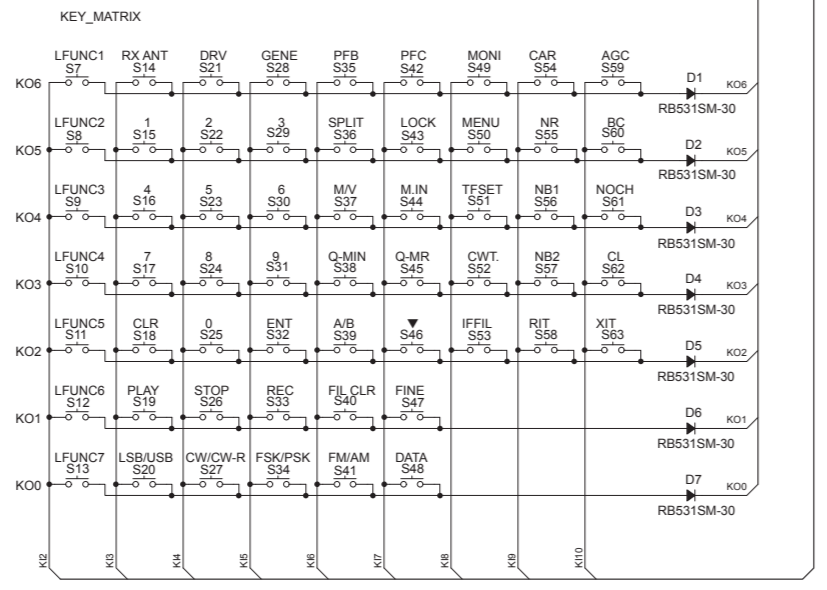 KEY_MATRIX
LFUNC1 RX ANT DRV GENE PFB PFC MONI CAR AGC
S7 S14 S21 S28 S35 S42 S49 S54 S59
KO6 D1 KO6
RB531SM-30
LFUNC2 1 2 3 SPLIT LOCK MENU NR BC
S8 S15 S22 S29 S36 S43 S50 S55 S60
KO5 D2 KO5
RB531SM-30
LFUNC3 4 5 6 M/V M.IN TFSET NB1 NOCH
S9 S16 S23 S30 S37 S44 S51 S56 S61
KO4 D3 KO4
RB531SM-30
LFUNC4 7 8 9 Q-MIN Q-MR CWT. NB2 CL
S10 S17 S24 S31 S38 S45 S52 S57 S62
KO3 D4 KO3
RB531SM-30
LFUNC5 CLR 0 ENT A/B ▼ IFFIL RIT XIT
S11 S18 S25 S32 S39 S46 S53 S58 S63
KO2 D5 KO2
RB531SM-30
LFUNC6 PLAY STOP REC FIL CLR FINE
S12 S19 S26 S33 S40 S47
KO1 D6 KO1
RB531SM-30
LFUNC7 LSB/USB CW/CW-R FSK/PSK FM/AM DATA
S13 S20 S27 S34 S41 S48
KO0 D7 KO0
RB531SM-30
KI2 KI3 KI4 KI5 KI6 KI7 KI8 KI9 KI10